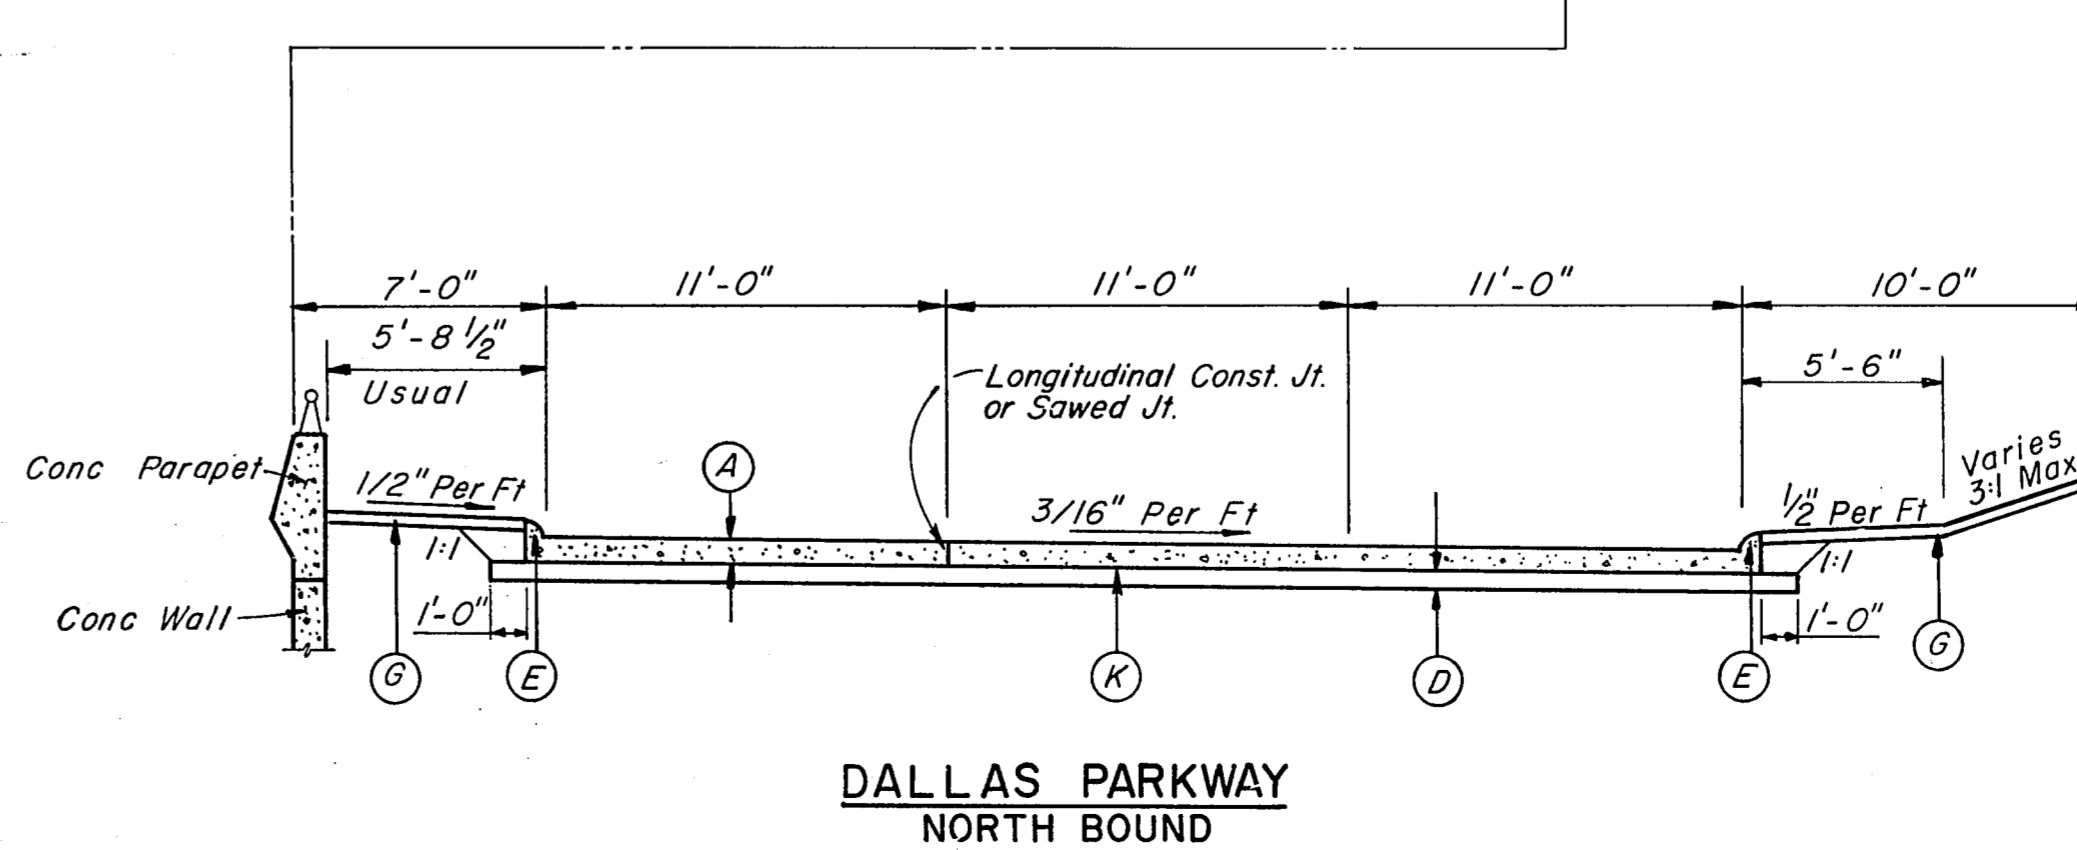 7'-0" 11'-0" 11'-0" 11'-0" 10'-0"
5'-8 1/2"
Usual
5'-6"
Longitudinal Const. Jt.
or Sawed Jt.
Conc Parapet
1/2" Per Ft
A
3/16" Per Ft
1/2" Per Ft
Varies
3:1 Max
1:1
1:1
Conc Wall
1'-0"
1'-0"
G E K D E G
DALLAS PARKWAY
NORTH BOUND